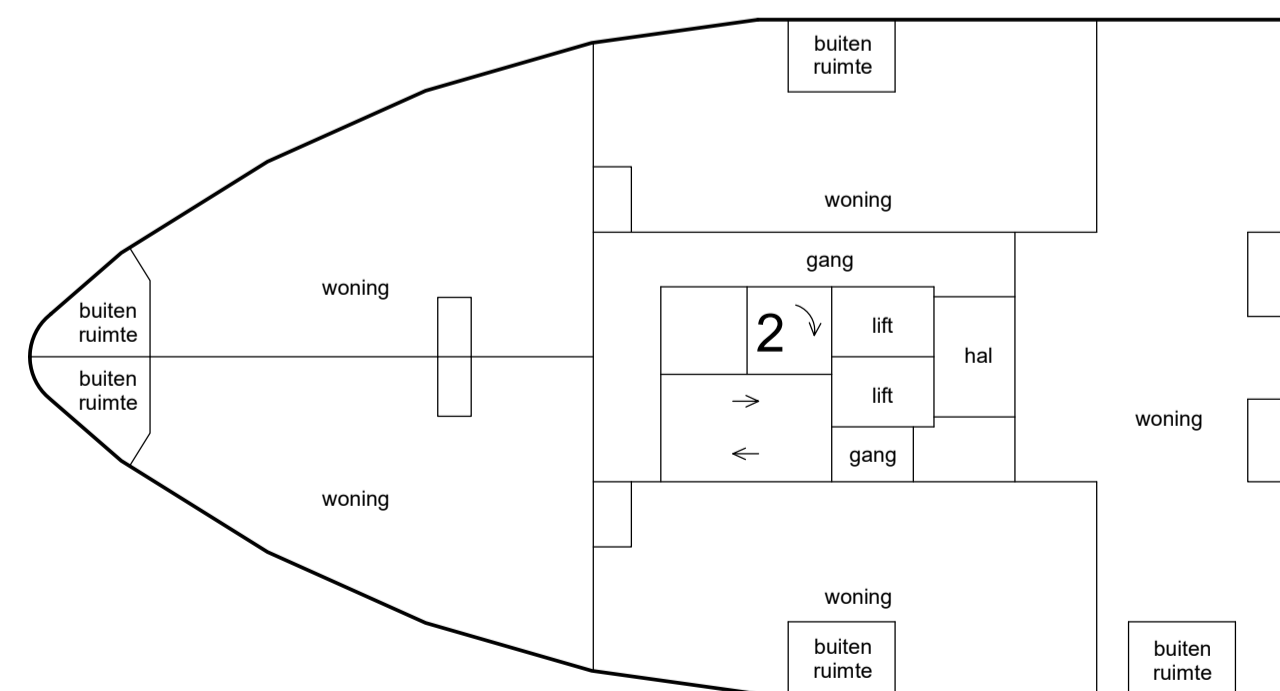 buiten
ruimte
woning
gang
woning
buiten
ruimte
2
lift
hal
buiten
ruimte
lift
woning
gang
woning
woning
buiten
ruimte
buiten
ruimte